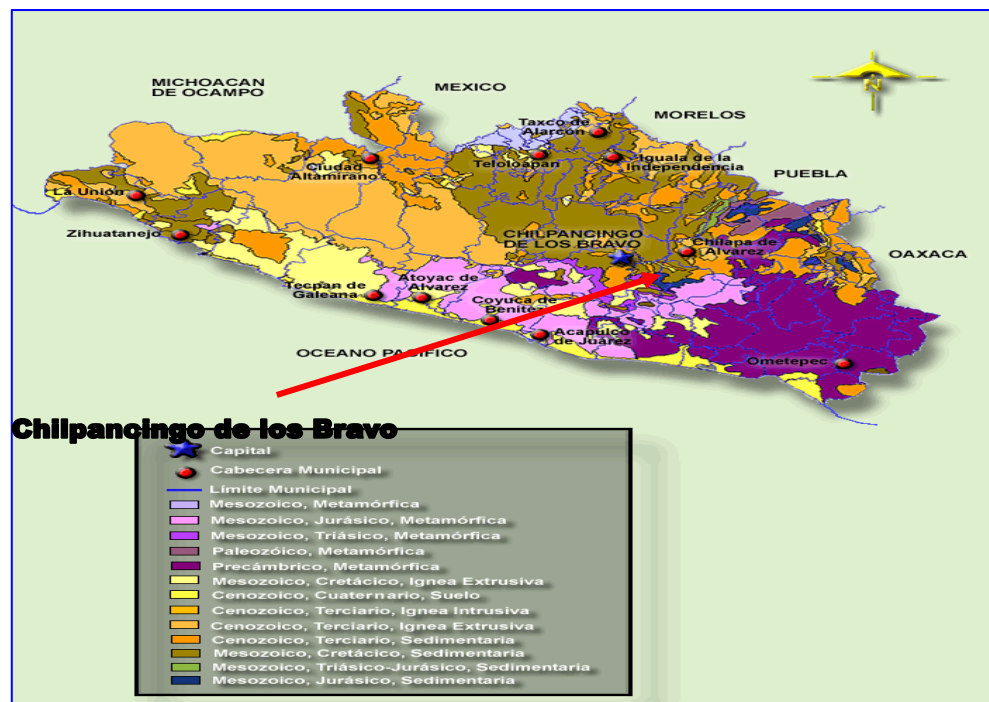 MICHOACAN
DE OCAMPO
MEXICO
MORELOS
Taxco de
Alarcón
Teloloapan
Iguala de la
Independencia
Ciudad
Altamirano
PUEBLA
La Unión
Zihuatanejo
CHILPANCINGO
DE LOS BRAVO
Chilapa de
Alvarez
OAXACA
Tecpan de
Galeana
Atoyac de
Alvarez
Coyuca de
Benítez
Acapulco
de Juárez
OCEANO PACIFICO
Ometepec
N
Chilpancingo de los Bravo
Capital
Cabecera Municipal
Límite Municipal
Mesozoico, Metamórfica
Mesozoico, Jurásico, Metamórfica
Mesozoico, Triásico, Metamórfica
Paleozóico, Metamórfica
Precámbrico, Metamórfica
Mesozoico, Cretácico, Ignea Extrusiva
Cenozoico, Cuaternario, Suelo
Cenozoico, Terciario, Ignea Intrusiva
Cenozoico, Terciario, Ignea Extrusiva
Cenozoico, Terciario, Sedimentaria
Mesozoico, Cretácico, Sedimentaria
Mesozoico, Triásico-Jurásico, Sedimentaria
Mesozoico, Jurásico, Sedimentaria